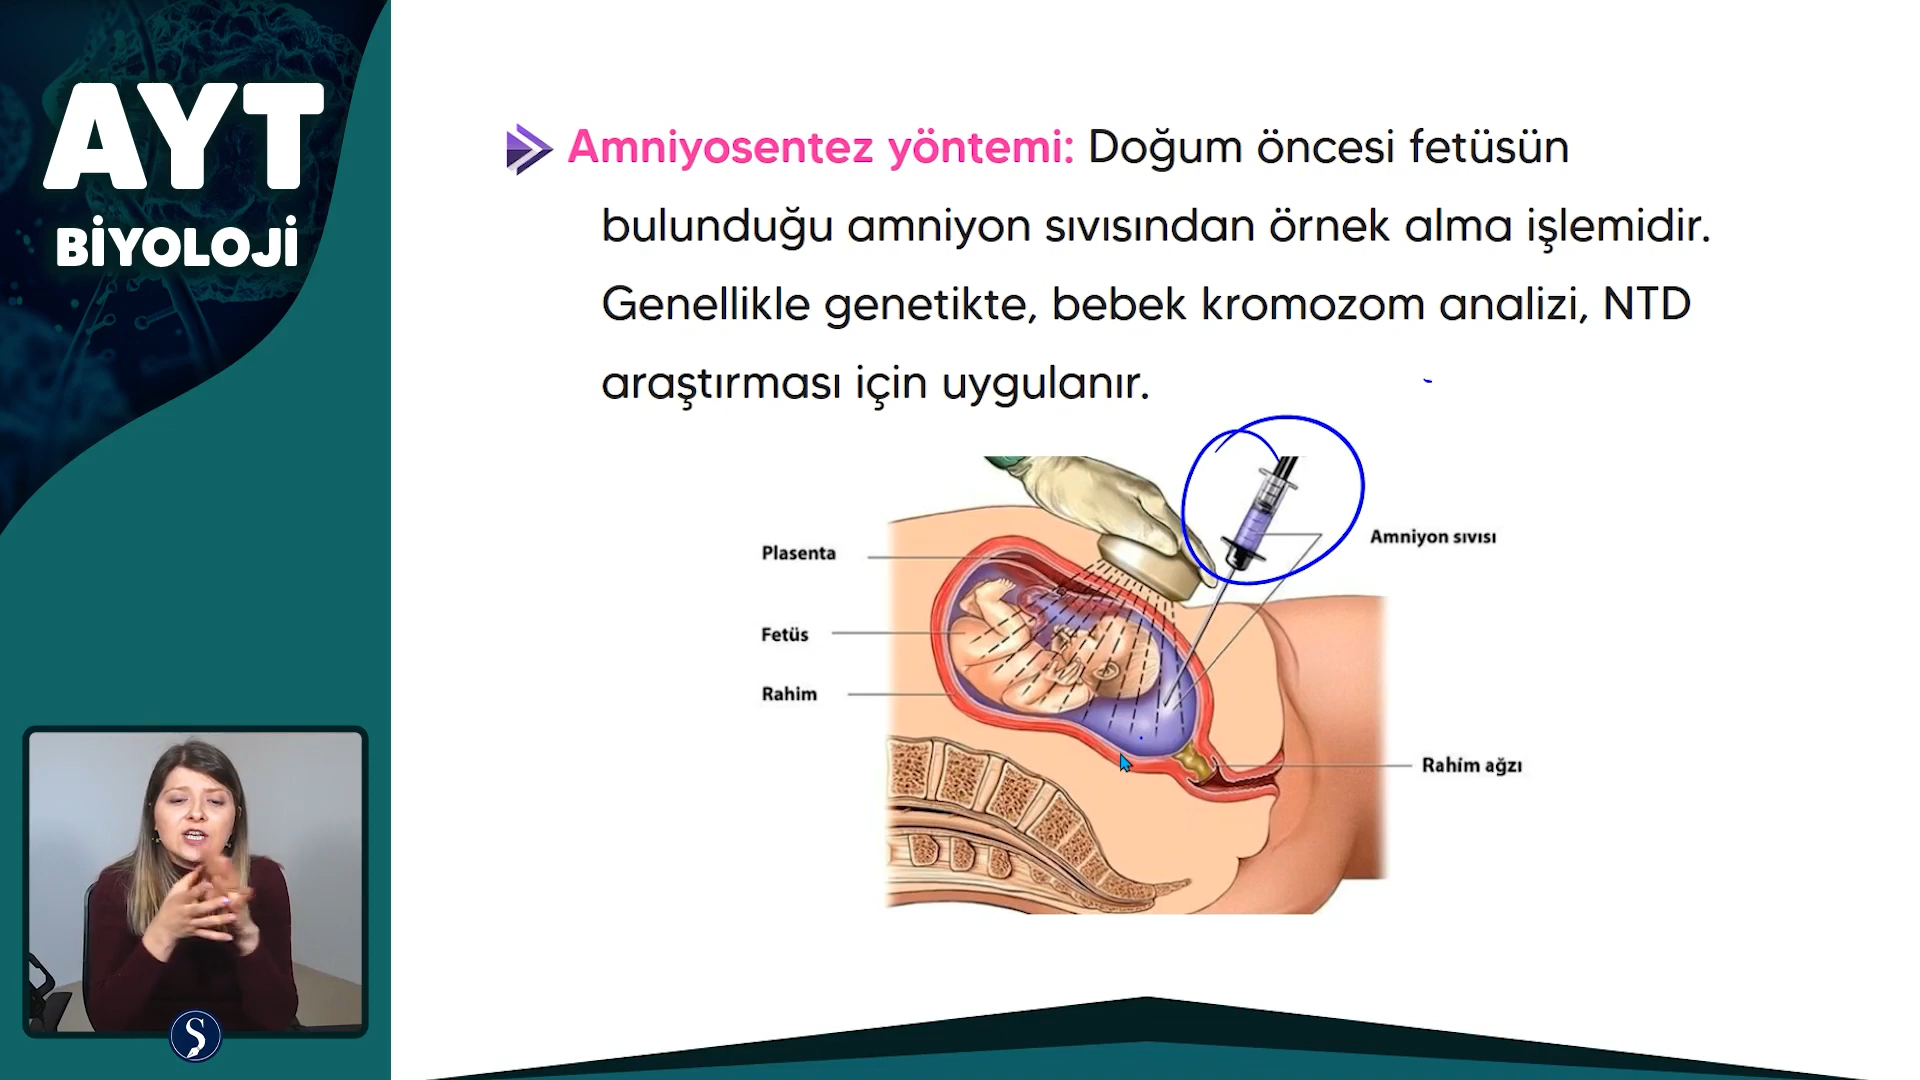 AYT
BİYOLOJİ
Amniyosentez yöntemi: Doğum öncesi fetüsün
bulunduğu amniyon sıvısından örnek alma işlemidir.
Genellikle genetikte, bebek kromozom analizi, NTD
araştırması için uygulanır.
Plasenta
Amniyon sıvısı
Fetüs
Rahim
Rahim ağzı
Ş